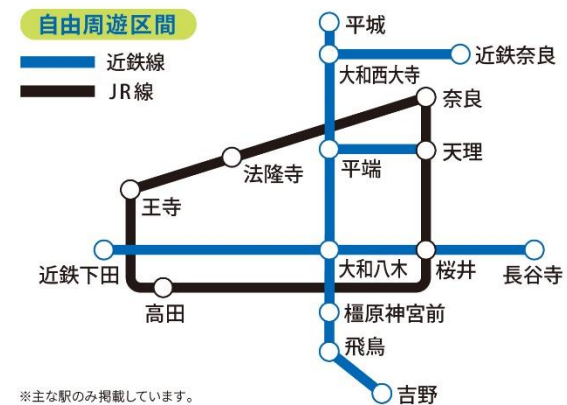 自由周遊区間
近鉄線
JR線
平城
大和西大寺
近鉄奈良
奈良
法隆寺
平端
天理
王寺
近鉄下田
大和八木
桜井
長谷寺
高田
橿原神宮前
飛鳥
吉野
※主な駅のみ掲載しています。